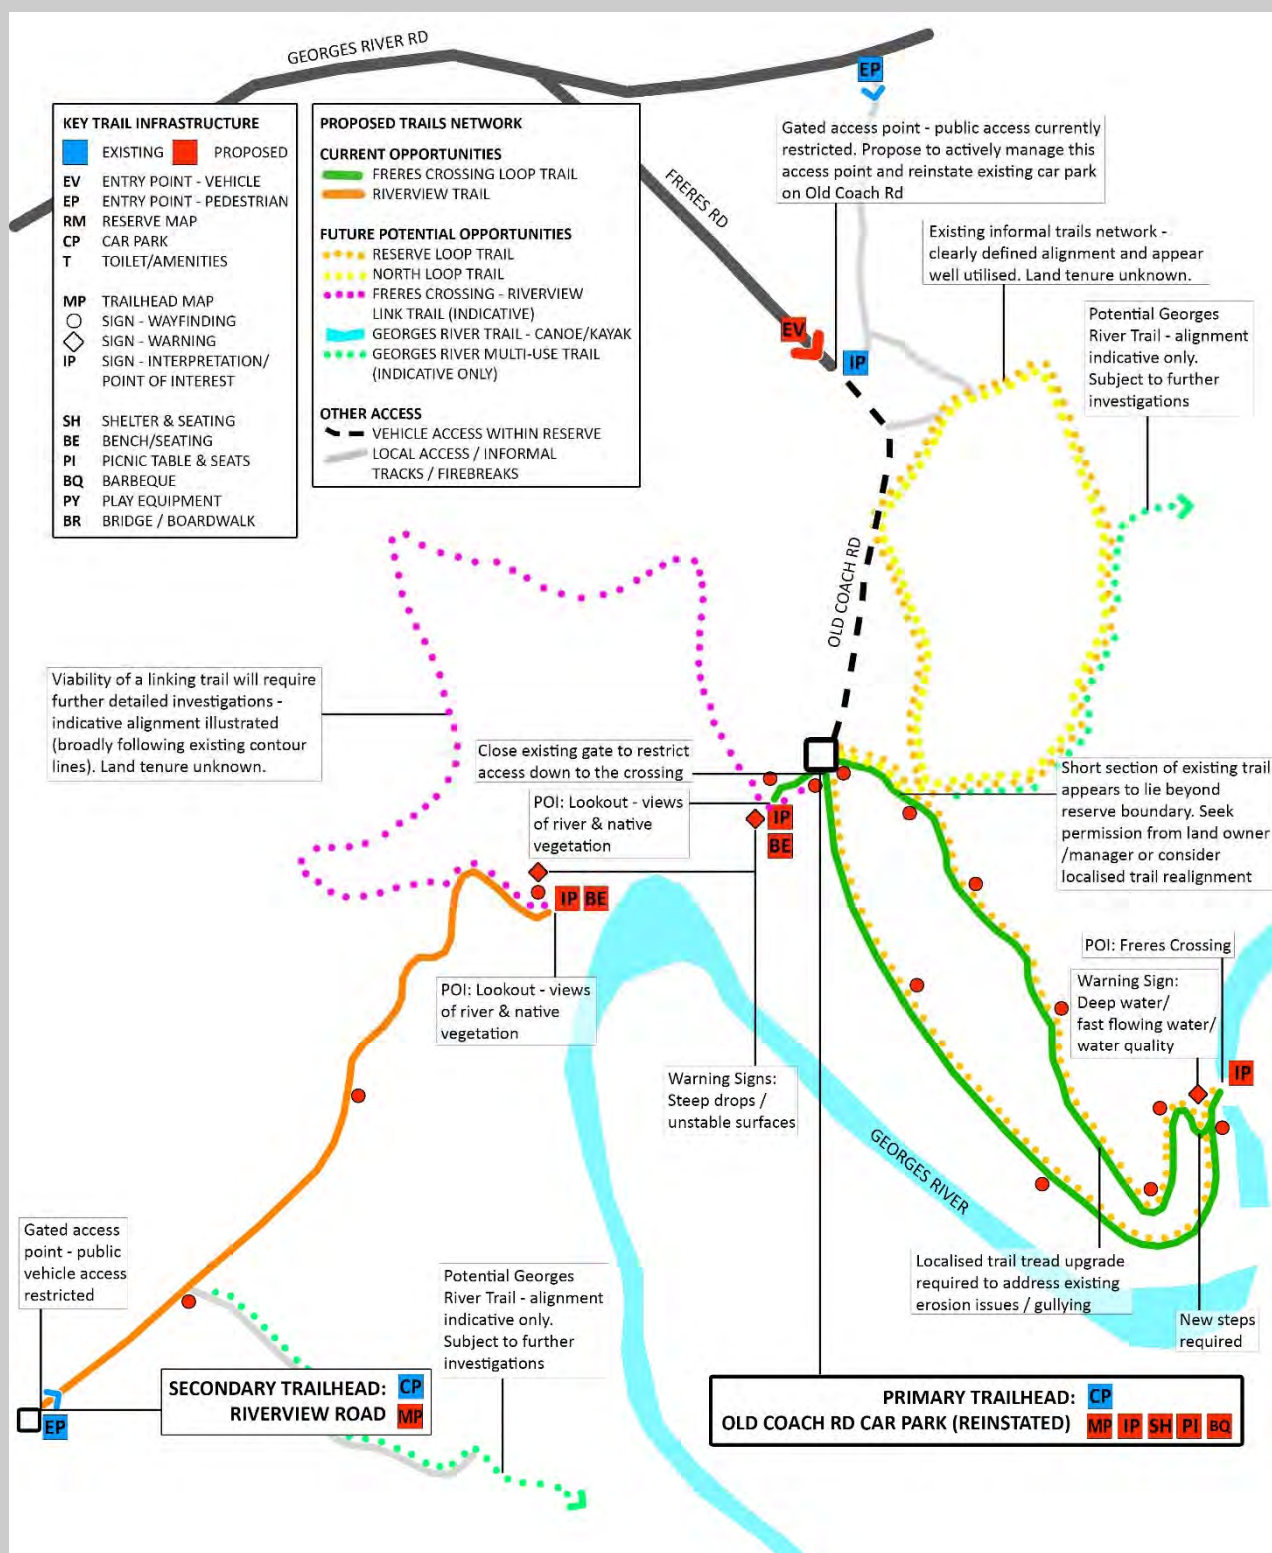 GEORGES RIVER RD
EP
KEY TRAIL INFRASTRUCTURE
EXISTING PROPOSED
EV ENTRY POINT - VEHICLE
EP ENTRY POINT - PEDESTRIAN
RM RESERVE MAP
CP CAR PARK
T TOILET/AMENITIES
MP TRAILHEAD MAP
SIGN - WAYFINDING
SIGN - WARNING
IP SIGN - INTERPRETATION/
POINT OF INTEREST
SH SHELTER & SEATING
BE BENCH/SEATING
PI PICNIC TABLE & SEATS
BQ BARBEQUE
PY PLAY EQUIPMENT
BR BRIDGE / BOARDWALK
PROPOSED TRAILS NETWORK
CURRENT OPPORTUNITIES
FRERES CROSSING LOOP TRAIL
RIVERVIEW TRAIL
FUTURE POTENTIAL OPPORTUNITIES
RESERVE LOOP TRAIL
NORTH LOOP TRAIL
FRERES CROSSING - RIVERVIEW
LINK TRAIL (INDICATIVE)
GEORGES RIVER TRAIL - CANOE/KAYAK
GEORGES RIVER MULTI-USE TRAIL
(INDICATIVE ONLY)
OTHER ACCESS
VEHICLE ACCESS WITHIN RESERVE
LOCAL ACCESS / INFORMAL
TRACKS / FIREBREAKS
Gated access point - public access currently
restricted. Propose to actively manage this
access point and reinstate existing car park
on Old Coach Rd
FRERES RD
Existing informal trails network -
clearly defined alignment and appear
well utilised. Land tenure unknown.
Potential Georges
River Trail - alignment
indicative only.
Subject to further
investigations
EV
IP
OLD COACH RD
Viability of a linking trail will require
further detailed investigations -
indicative alignment illustrated
(broadly following existing contour
lines). Land tenure unknown.
Close existing gate to restrict
access down to the crossing
POI: Lookout - views
of river & native
vegetation
IP
BE
Short section of existing trail
appears to lie beyond
reserve boundary. Seek
permission from land owner
/manager or consider
localised trail realignment
IP BE
POI: Lookout - views
of river & native
vegetation
POI: Freres Crossing
Warning Sign:
Deep water/
fast flowing water/
water quality
IP
Warning Signs:
Steep drops /
unstable surfaces
GEORGES RIVER
Gated access
point - public
vehicle access
restricted
Potential Georges
River Trail - alignment
indicative only.
Subject to further
investigations
Localised trail tread upgrade
required to address existing
erosion issues / gullying
New steps
required
EP
SECONDARY TRAILHEAD: CP
RIVERVIEW ROAD MP
PRIMARY TRAILHEAD: CP
OLD COACH RD CAR PARK (REINSTATED) MP IP SH PI BQ